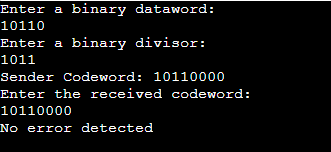 Enter a binary dataword:
10110
Enter a binary divisor:
1011
Sender Codeword: 10110000
Enter the received codeword:
10110000
No error detected